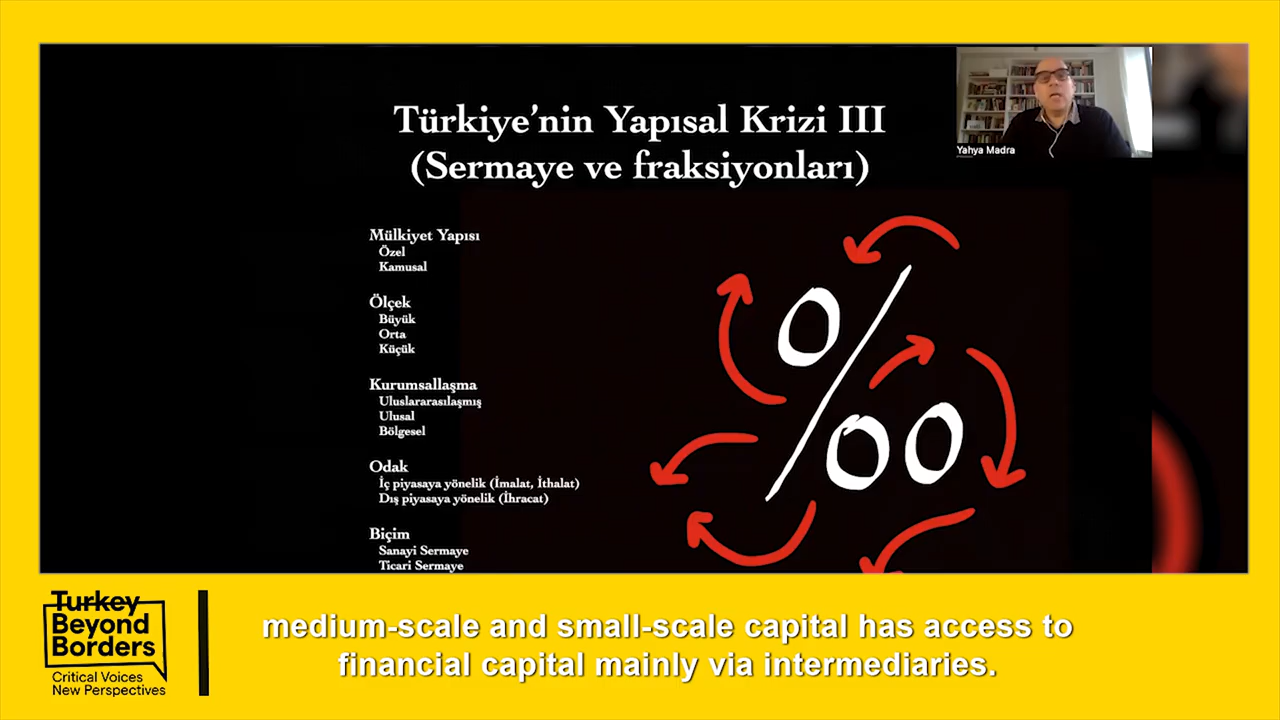 Türkiye’nin Yapısal Krizi III
(Sermaye ve fraksiyonları)
Yahya Madra
Mülkiyet Yapısı
Özel
Kamusal
Ölçek
Büyük
Orta
Küçük
Kurumsallaşma
Uluslararasılaşmış
Ulusal
Bölgesel
Odak
İç piyasaya yönelik (İmalat, İthalat)
Dış piyasaya yönelik (İhracat)
Biçim
Sanayi Sermaye
Ticari Sermaye
%0
Turkey
Beyond
Borders
Critical Voices
New Perspectives
medium-scale and small-scale capital has access to
financial capital mainly via intermediaries.